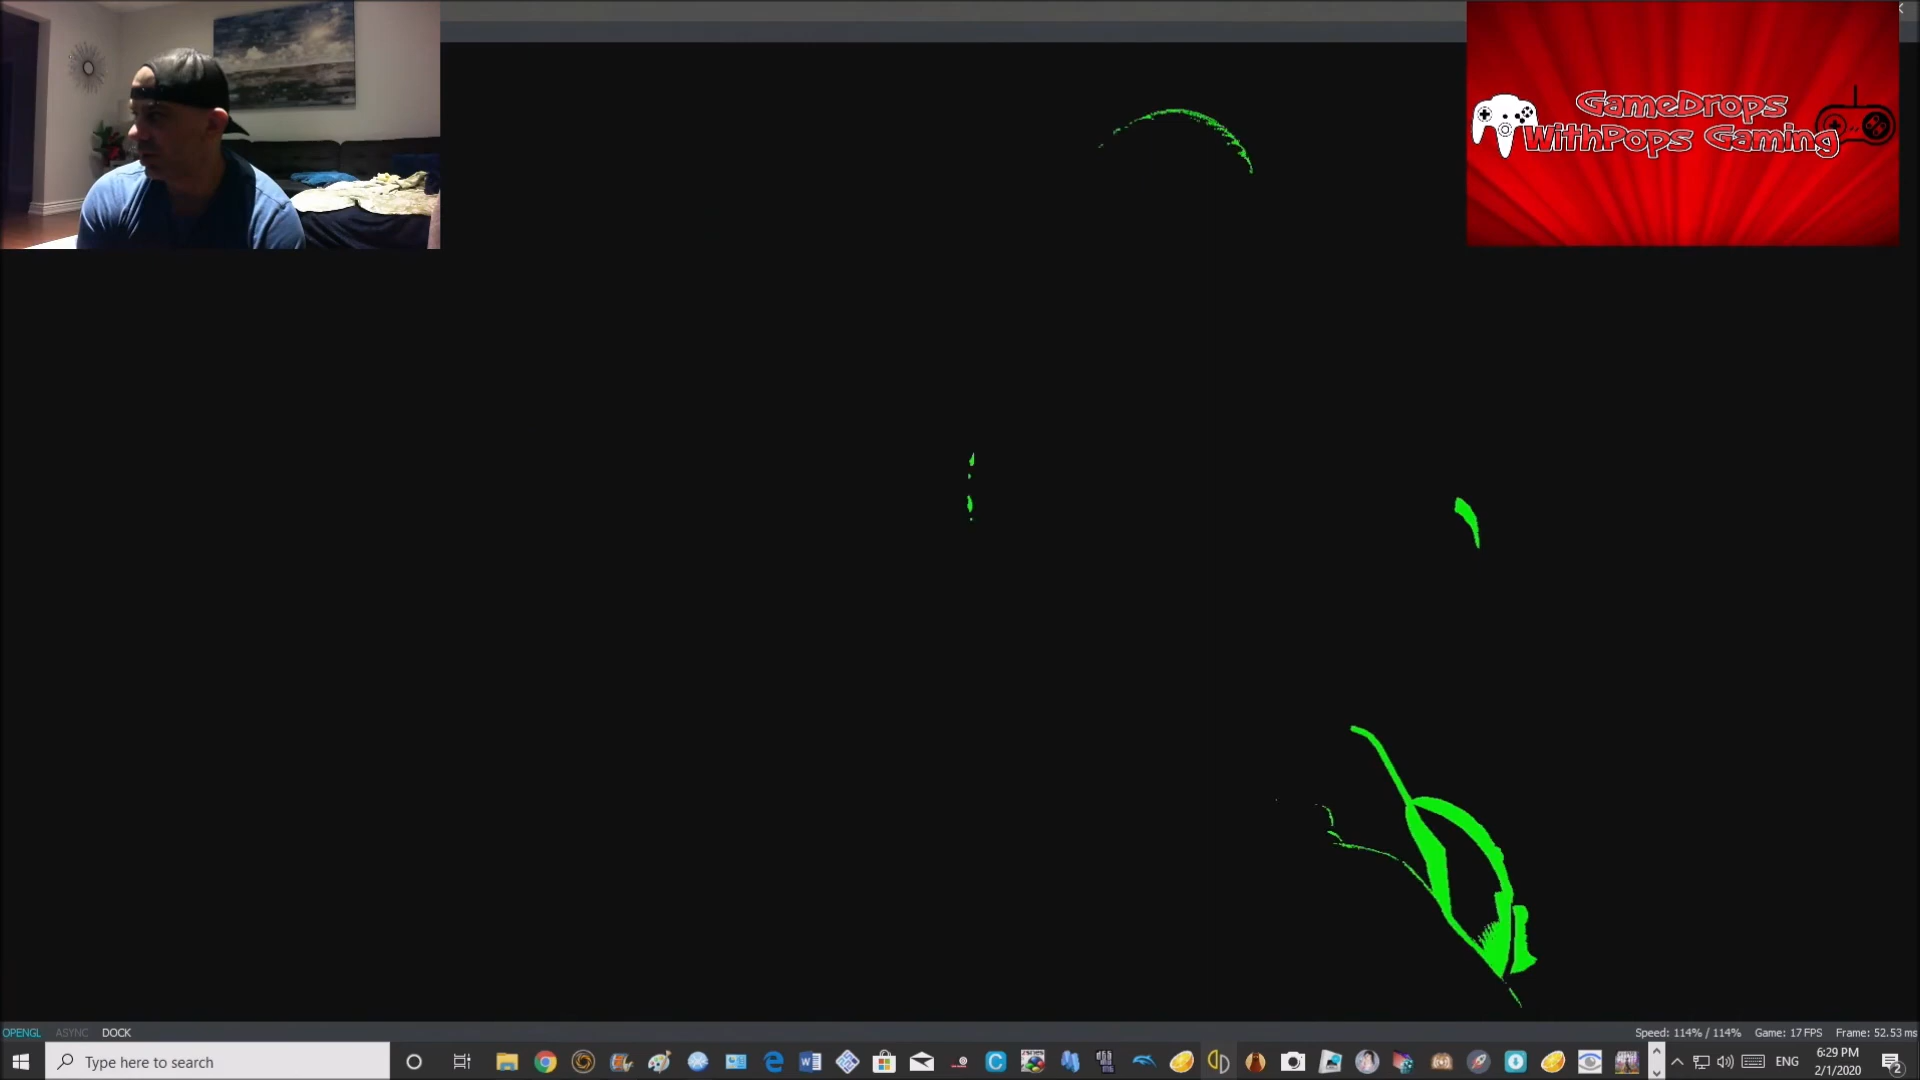 GameDrops
WithPops Gaming
OPENGL ASYNC DOCK
Speed: 114% / 114% Game: 17 FPS Frame: 52.53 ms
Type here to search
ENG
6:29 PM
2/1/2020
2